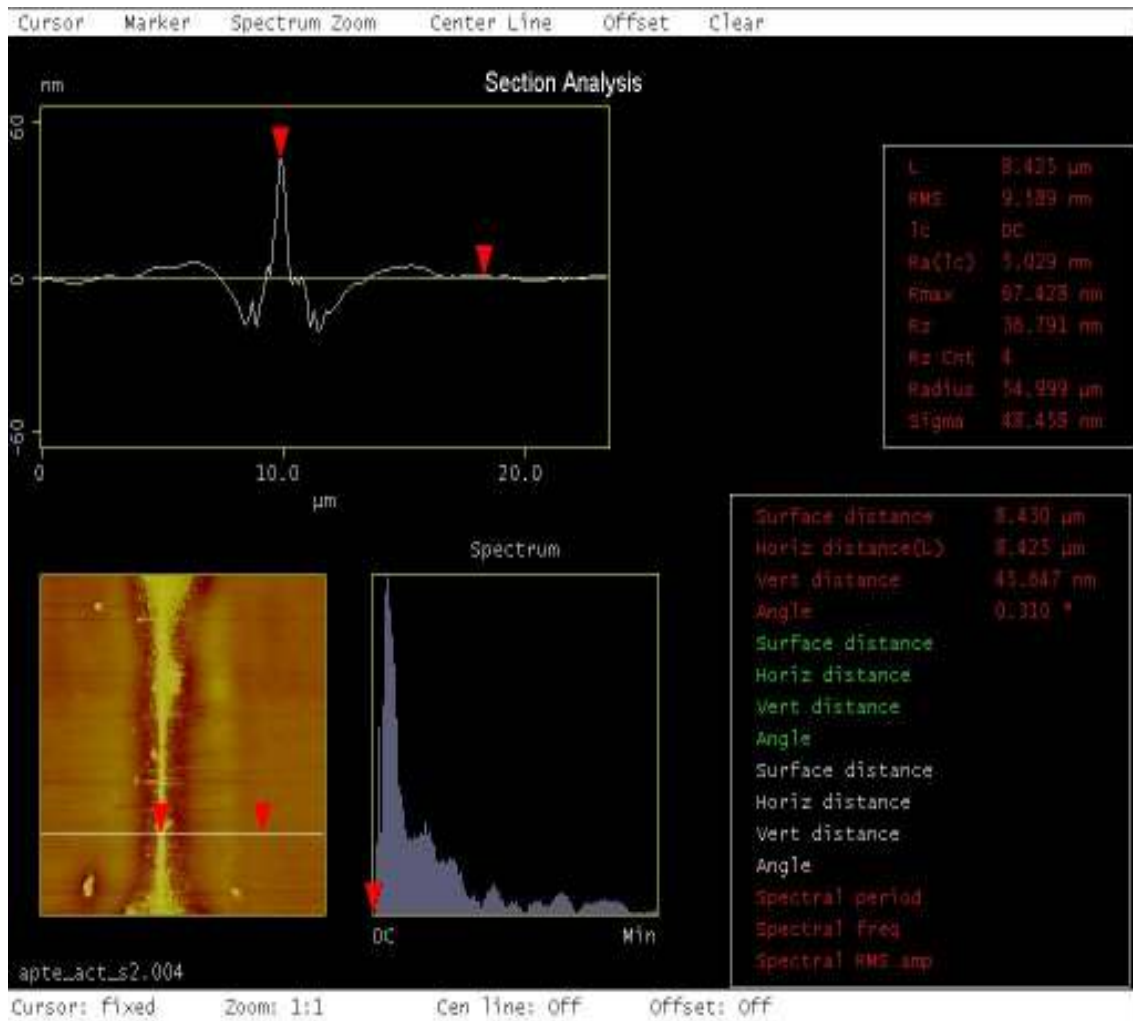 Cursor Marker Spectrum Zoom Center Line Offset Clear
nm
Section Analysis
60
0
-60
0 10.0 20.0
µm
L 8.425 µm
RMS 9.589 nm
lc DC
Ra(lc) 5.029 nm
Rmax 67.428 nm
Rz 36.791 nm
Rz Cnt 4
Radius 54.999 µm
Sigma 48.458 nm
Surface distance 8.430 µm
Horiz distance(L) 8.425 µm
Vert distance 45.647 nm
Angle 0.310 °
Surface distance
Horiz distance
Vert distance
Angle
Surface distance
Horiz distance
Vert distance
Angle
Spectral period
Spectral freq
Spectral RMS amp
Spectrum
DC Min
apte_act_s2.004
Cursor: fixed Zoom: 1:1 Cen line: Off Offset: Off